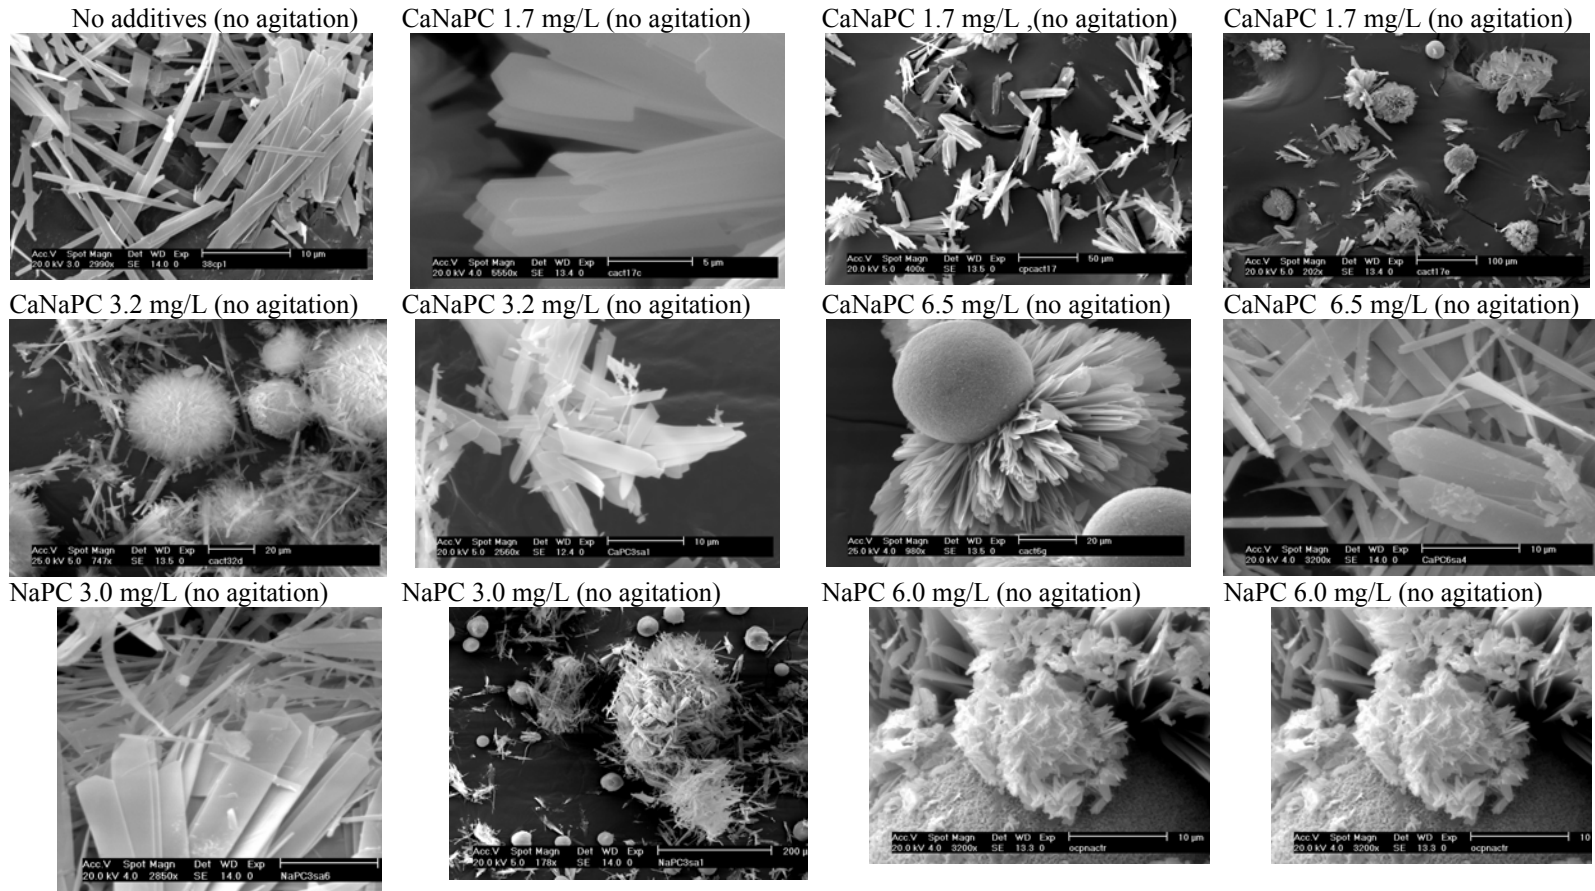 No additives (no agitation)
CaNaPC 1.7 mg/L (no agitation)
CaNaPC 1.7 mg/L ,(no agitation)
CaNaPC 1.7 mg/L (no agitation)
Acc.V Spot Magn Det WD Exp 10 µm
20.0 kV 3.0 2990x SE 14.0 0 38cp1
Acc.V Spot Magn Det WD Exp 5 µm
20.0 kV 4.0 5550x SE 13.4 0 cact17c
Acc.V Spot Magn Det WD Exp 50 µm
20.0 kV 5.0 400x SE 13.5 0 cpcact17
Acc.V Spot Magn Det WD Exp 100 µm
20.0 kV 5.0 202x SE 13.4 0 cact17e
CaNaPC 3.2 mg/L (no agitation)
CaNaPC 3.2 mg/L (no agitation)
CaNaPC 6.5 mg/L (no agitation)
CaNaPC 6.5 mg/L (no agitation)
Acc.V Spot Magn Det WD Exp 20 µm
25.0 kV 5.0 747x SE 13.5 0 cact32d
Acc.V Spot Magn Det WD Exp 10 µm
20.0 kV 5.0 2560x SE 12.4 0 CaPC3sa1
Acc.V Spot Magn Det WD Exp 20 µm
25.0 kV 4.0 980x SE 13.5 0 cact6g
Acc.V Spot Magn Det WD Exp 10 µm
20.0 kV 4.0 3200x SE 14.0 0 CaPC6sa4
NaPC 3.0 mg/L (no agitation)
NaPC 3.0 mg/L (no agitation)
NaPC 6.0 mg/L (no agitation)
NaPC 6.0 mg/L (no agitation)
Acc.V Spot Magn Det WD Exp
20.0 kV 4.0 2850x SE 14.0 0 NaPC3sa6
Acc.V Spot Magn Det WD Exp 200 µ
20.0 kV 5.0 178x SE 14.0 0 NaPC3sa1
Acc.V Spot Magn Det WD Exp 10 µm
20.0 kV 4.0 3200x SE 13.3 0 ocpnactr
Acc.V Spot Magn Det WD Exp 10
20.0 kV 4.0 3200x SE 13.3 0 ocpnactr